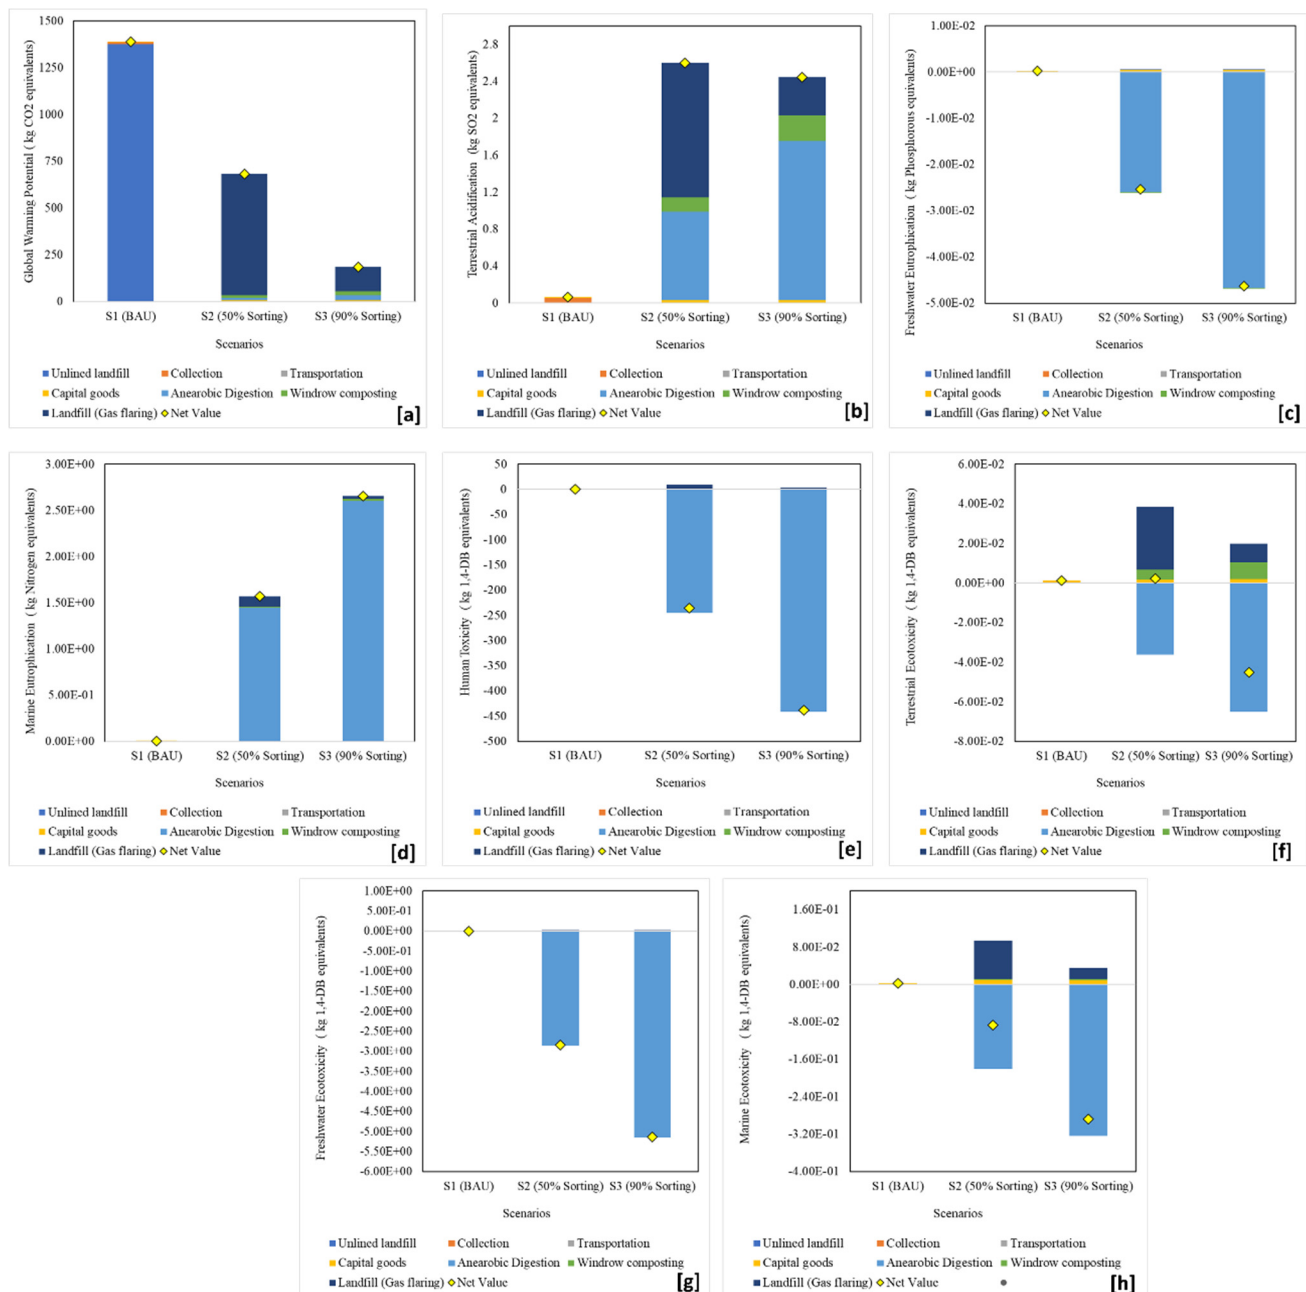 Global Warming Potential ( kg CO2 equivalents)
1500
1250
1000
750
500
250
0
S1 (BAU) S2 (50% Sorting) S3 (90% Sorting)
Scenarios
Unlined landfill Collection Transportation
Capital goods Anearobic Digestion Windrow composting
Landfill (Gas flaring) Net Value
[a]
Terrestrial Acidification (kg SO2 equivalents)
2.8
2.4
2
1.6
1.2
0.8
0.4
0
S1 (BAU) S2 (50% Sorting) S3 (90% Sorting)
Scenarios
Unlined landfill Collection Transportation
Capital goods Anearobic Digestion Windrow composting
Landfill (Gas flaring) Net Value
[b]
Freshwater Eutrophication ( kg Phosphorous equivalents)
1.00E-02
0.00E+00
-1.00E-02
-2.00E-02
-3.00E-02
-4.00E-02
-5.00E-02
S1 (BAU) S2 (50% Sorting) S3 (90% Sorting)
Scenarios
Unlined landfill Collection Transportation
Capital goods Anearobic Digestion Windrow composting
Landfill (Gas flaring) Net Value
[c]
Marine Eutrophication ( kg Nitrogen equivalents)
3.00E+00
2.50E+00
2.00E+00
1.50E+00
1.00E+00
5.00E-01
0.00E+00
S1 (BAU) S2 (50% Sorting) S3 (90% Sorting)
Scenarios
Unlined landfill Collection Transportation
Capital goods Anearobic Digestion Windrow composting
Landfill (Gas flaring) Net Value
[d]
Human Toxicity ( kg 1,4-DB equivalents)
50
0
-50
-100
-150
-200
-250
-300
-350
-400
-450
-500
S1 (BAU) S2 (50% Sorting) S3 (90% Sorting)
Scenarios
Unlined landfill Collection Transportation
Capital goods Anearobic Digestion Windrow composting
Landfill (Gas flaring) Net Value
[e]
Terrestrial Ecotoxicity ( kg 1,4-DB equivalents)
6.00E-02
4.00E-02
2.00E-02
0.00E+00
-2.00E-02
-4.00E-02
-6.00E-02
-8.00E-02
S1 (BAU) S2 (50% Sorting) S3 (90% Sorting)
Scenarios
Unlined landfill Collection Transportation
Capital goods Anearobic Digestion Windrow composting
Landfill (Gas flaring) Net Value
[f]
Freshwater Ecotoxicity ( kg 1,4-DB equivalents)
1.00E+00
5.00E-01
0.00E+00
-5.00E-01
-1.00E+00
-1.50E+00
-2.00E+00
-2.50E+00
-3.00E+00
-3.50E+00
-4.00E+00
-4.50E+00
-5.00E+00
-5.50E+00
-6.00E+00
S1 (BAU) S2 (50% Sorting) S3 (90% Sorting)
Scenarios
Unlined landfill Collection Transportation
Capital goods Anearobic Digestion Windrow composting
Landfill (Gas flaring) Net Value
[g]
Marine Ecotoxicity ( kg 1,4-DB equivalents)
1.60E-01
8.00E-02
0.00E+00
-8.00E-02
-1.60E-01
-2.40E-01
-3.20E-01
-4.00E-01
S1 (BAU) S2 (50% Sorting) S3 (90% Sorting)
Scenarios
Unlined landfill Collection Transportation
Capital goods Anearobic Digestion Windrow composting
Landfill (Gas flaring) Net Value
[h]